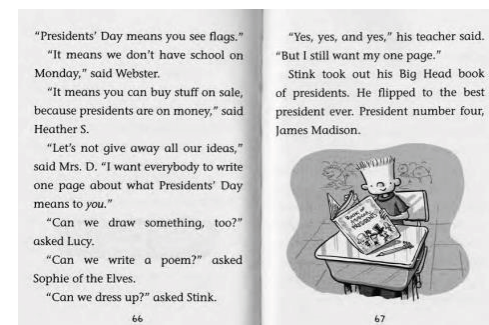 “Presidents’ Day means you see flags.”
“It means we don’t have school on
Monday,” said Webster.
“It means you can buy stuff on sale,
because presidents are on money,” said
Heather S.
“Let’s not give away all our ideas,”
said Mrs. D. “I want everybody to write
one page about what Presidents’ Day
means to you.”
“Can we draw something, too?”
asked Lucy.
“Can we write a poem?” asked
Sophie of the Elves.
“Can we dress up?” asked Stink.
66
“Yes, yes, and yes,” his teacher said.
“But I still want my one page.”
Stink took out his Big Head book
of presidents. He flipped to the best
president ever. President number four,
James Madison.
PRESIDENTS
67